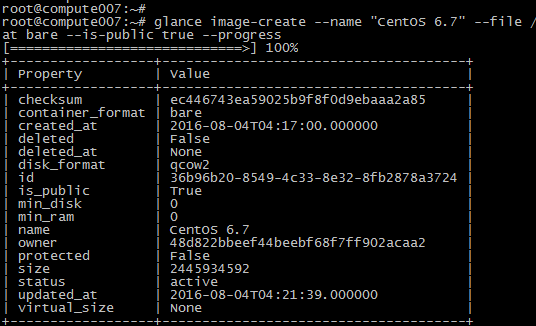 root@compute007:~#
root@compute007:~# glance image-create --name "CentOS 6.7" --file /
at bare --is-public true --progress
[=============================>] 100%
+------------------+--------------------------------------+
| Property         | Value                                |
+------------------+--------------------------------------+
| checksum         | ec446743ea59025b9f8f0d9ebaaa2a85     |
| container_format | bare                                 |
| created_at       | 2016-08-04T04:17:00.000000           |
| deleted          | False                                |
| deleted_at       | None                                 |
| disk_format      | qcow2                                |
| id               | 36b96b20-8549-4c33-8e32-8fb2878a3724 |
| is_public        | True                                 |
| min_disk         | 0                                    |
| min_ram          | 0                                    |
| name             | CentOS 6.7                           |
| owner            | 48d822bbeef44beebf68f7ff902acaa2     |
| protected        | False                                |
| size             | 2445934592                           |
| status           | active                               |
| updated_at       | 2016-08-04T04:21:39.000000           |
| virtual_size     | None                                 |
+------------------+--------------------------------------+